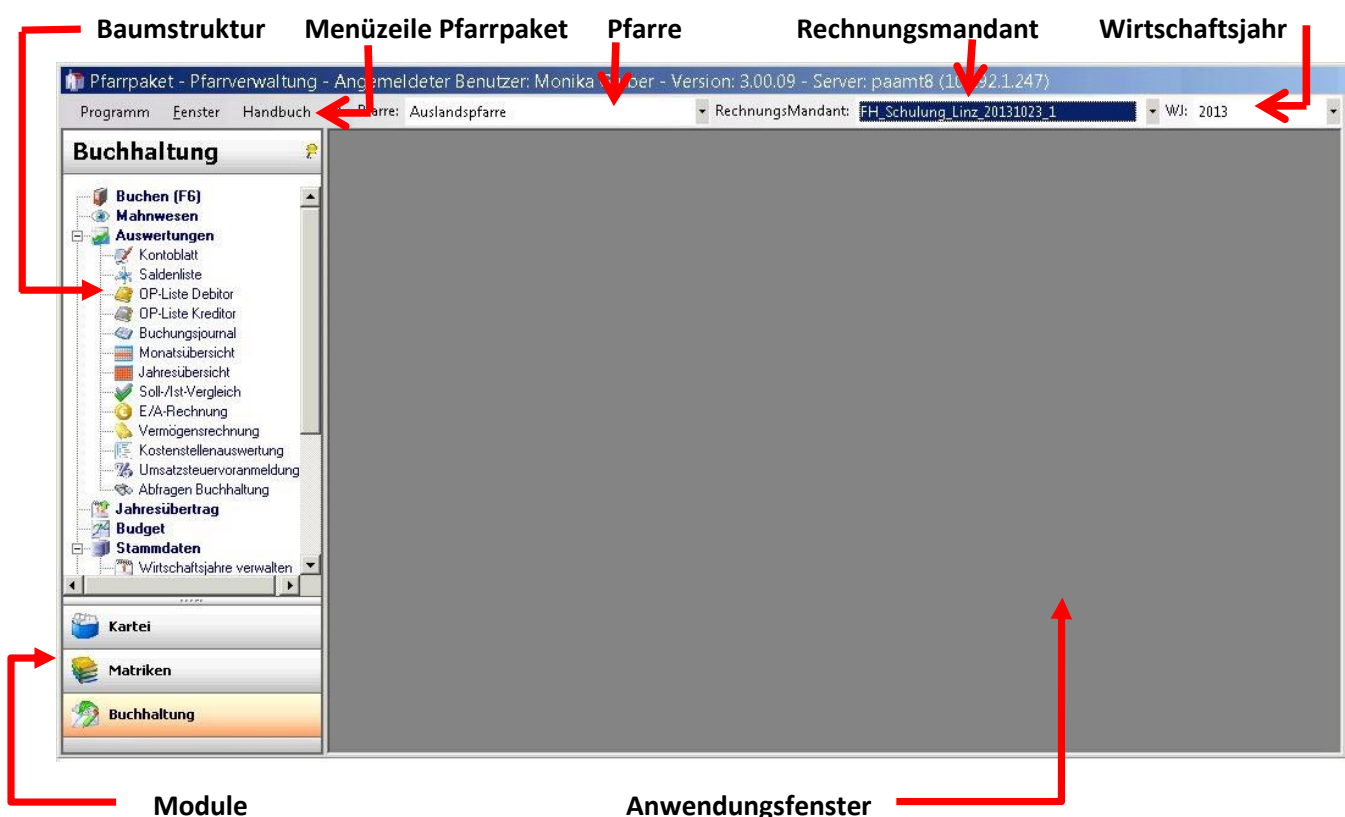 Baumstruktur Menüzeile Pfarrpaket Pfarre Rechnungsmandant Wirtschaftsjahr
Pfarrpaket - Pfarrverwaltung - Angemeldeter Benutzer: Monika - Version: 3.00.09 - Server: paamt8
Programm Fenster Handbuch Pfarre: Auslandspfarre RechnungsMandant: FH_Schulung_Linz_20131023_1 WJ: 2013
Buchhaltung
Buchen (F6)
Mahnwesen
Auswertungen
Kontoblatt
Saldenliste
OP-Liste Debitor
OP-Liste Kreditor
Buchungsjournal
Monatsübersicht
Jahresübersicht
Soll-/Ist-Vergleich
E/A-Rechnung
Vermögensrechnung
Kostenstellenauswertung
Umsatzsteuervoranmeldung
Abfragen Buchhaltung
Jahresübertrag
Budget
Stammdaten
Wirtschaftsjahre verwalten
Kartei
Matriken
Buchhaltung
Module Anwendungsfenster